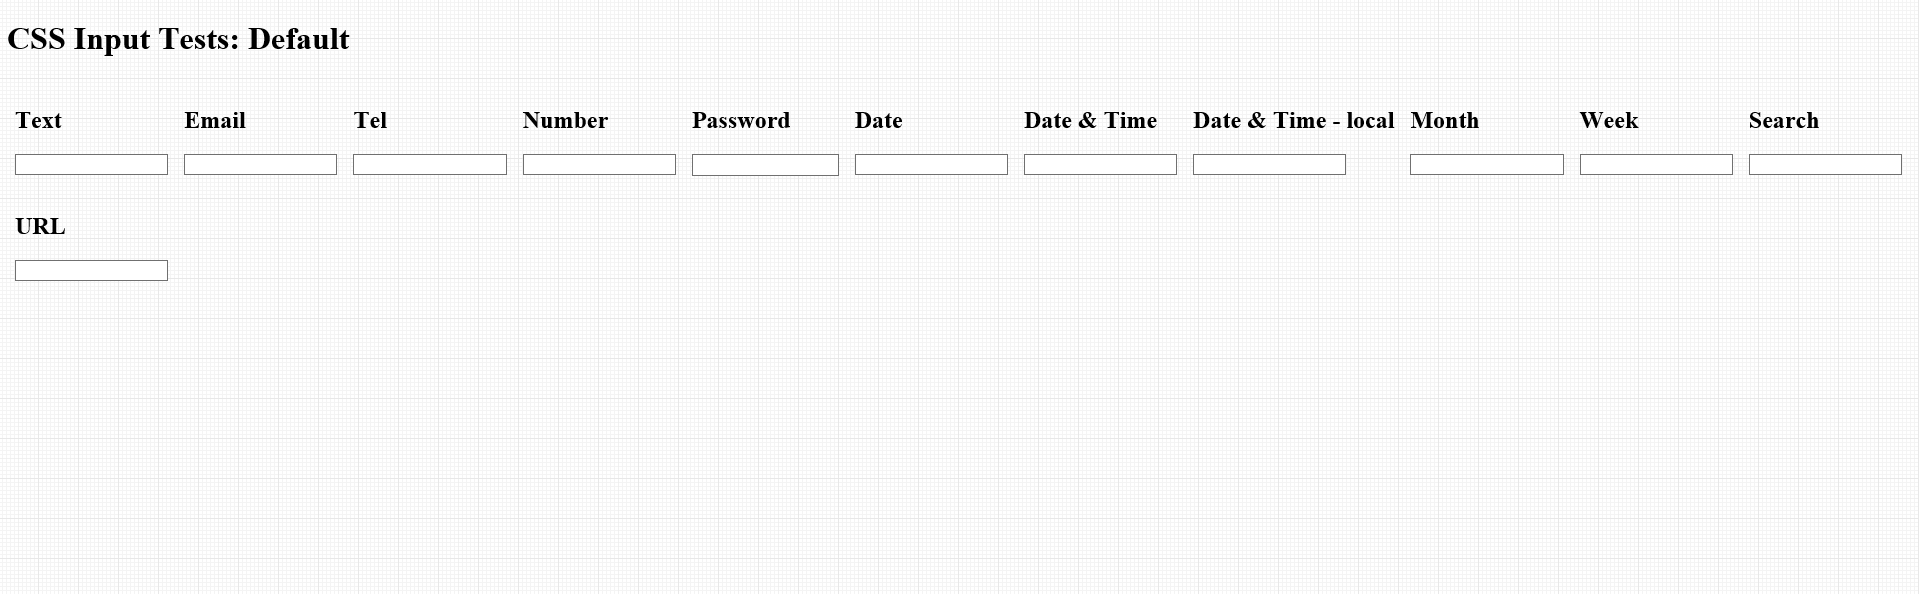 CSS Input Tests: Default
Text Email Tel Number Password Date Date & Time Date & Time - local Month Week Search
URL